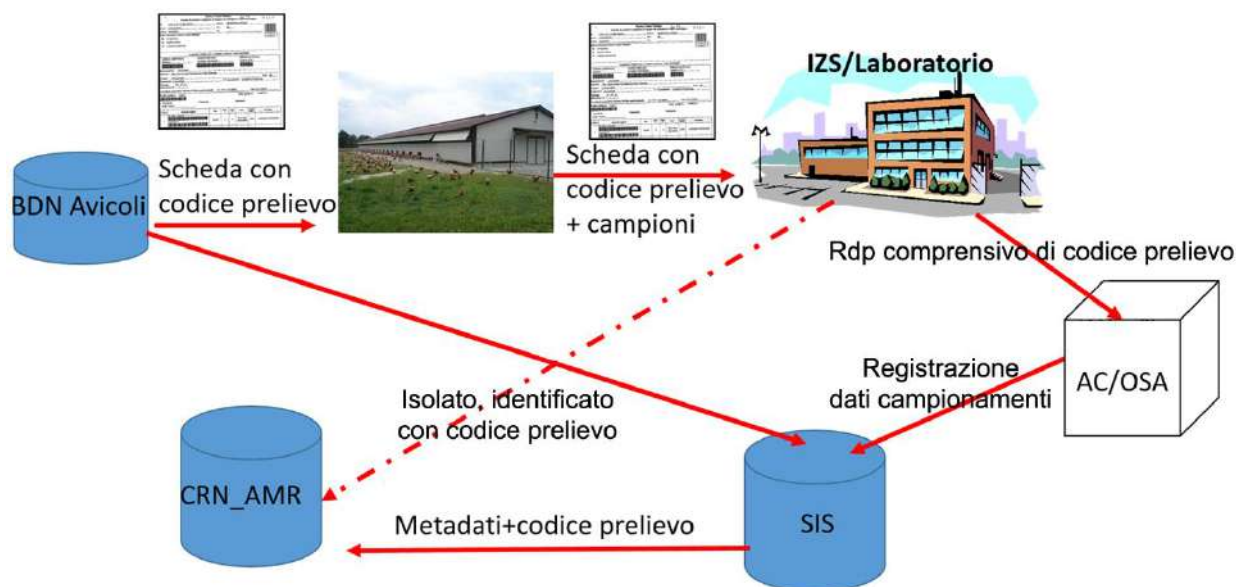 IZS/Laboratorio
Scheda con
codice prelievo
Scheda con
codice prelievo
+ campioni
BDN Avicoli
Rdp comprensivo di codice prelievo
Registrazione
dati campionamenti
AC/OSA
Isolato, identificato
con codice prelievo
CRN_AMR
Metadati+codice prelievo
SIS